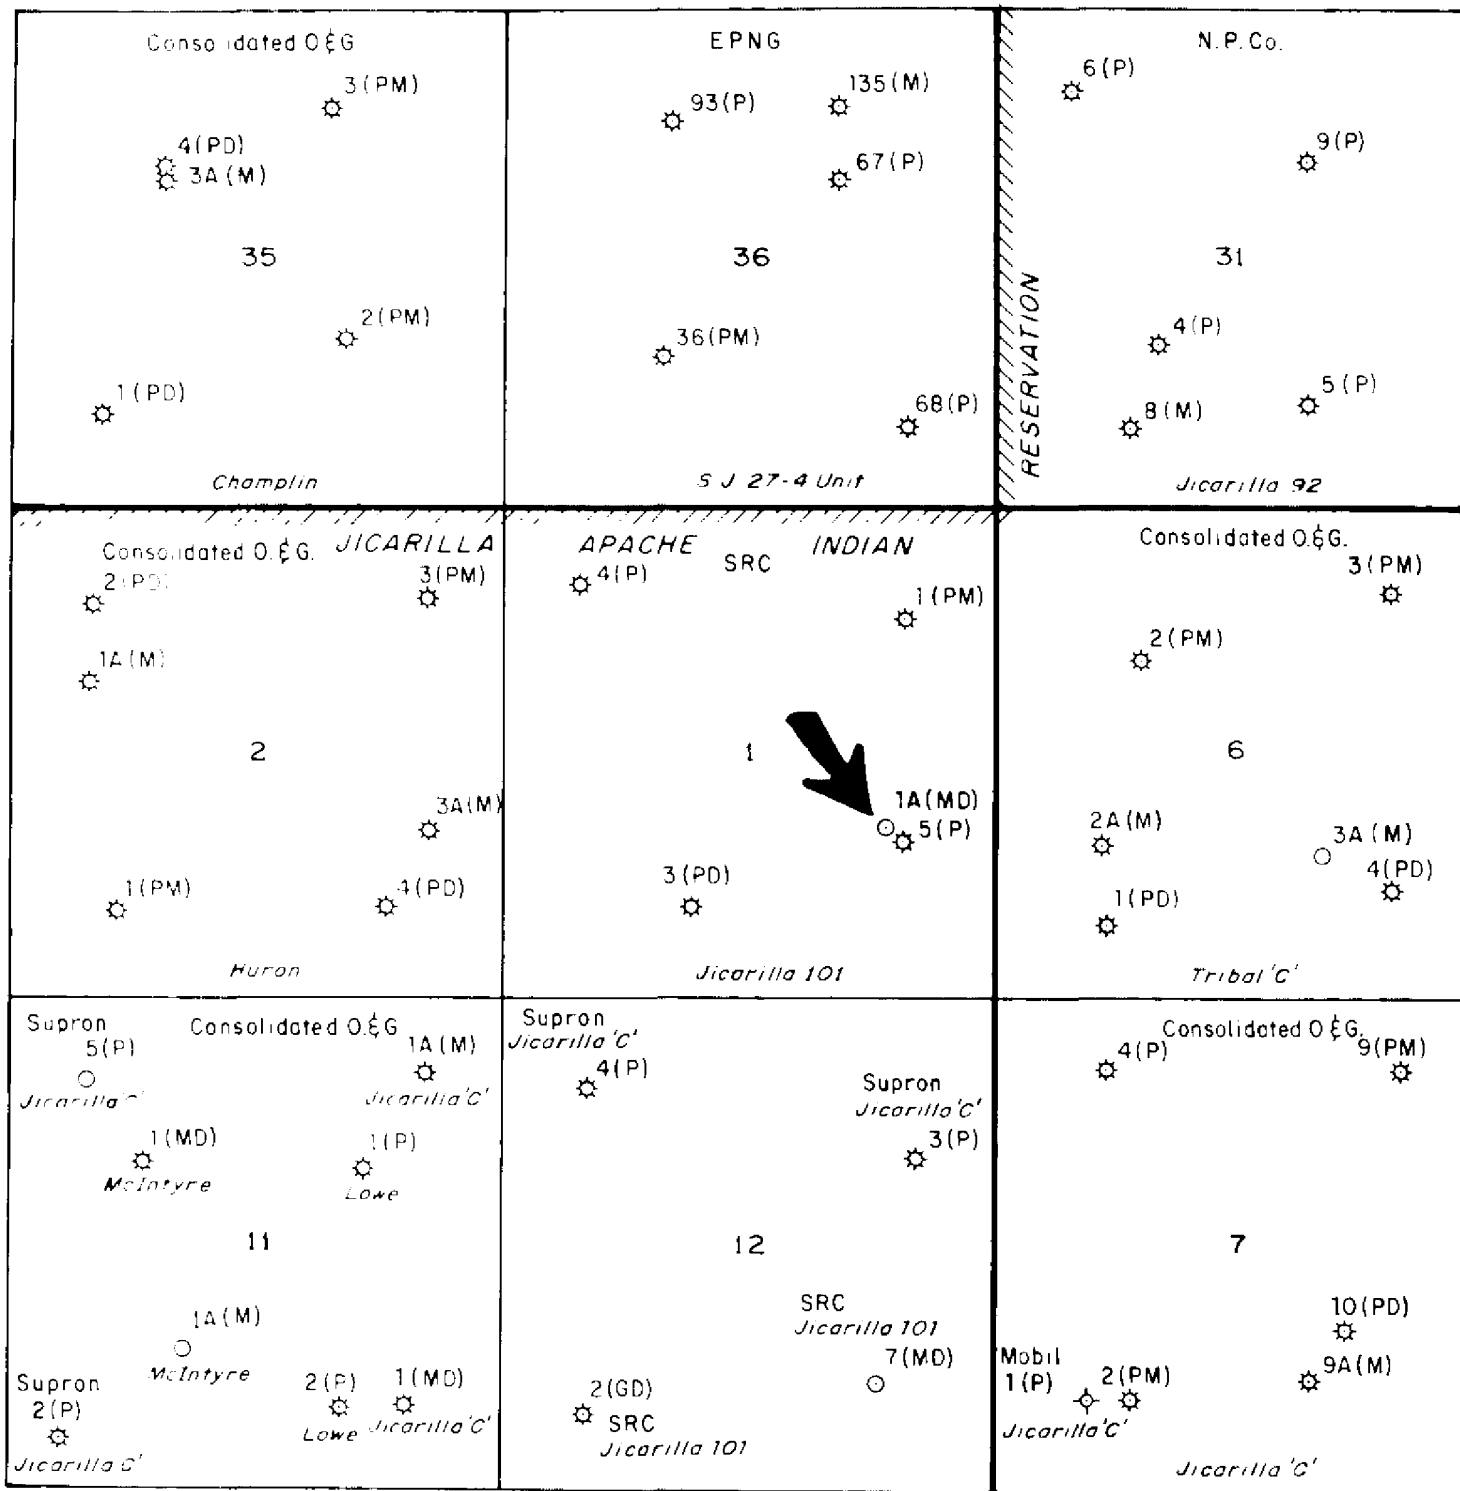 Consolidated O.&G
3(PM)
4(PD)
3A(M)
35
2(PM)
1(PD)
Champlin
EPNG
135(M)
93(P)
67(P)
36
36(PM)
68(P)
S J 27-4 Unit
N.P.Co.
6(P)
9(P)
31
RESERVATION
4(P)
5(P)
8(M)
Jicarilla 92
JICARILLA APACHE INDIAN
Consolidated O.&G.
2(PD)
3(PM)
1A(M)
2
3A(M)
1(PM)
4(PD)
Huron
SRC
4(P)
1(PM)
1
1A(MD)
5(P)
3(PD)
Jicarilla 101
Consolidated O.&G.
3(PM)
2(PM)
6
2A(M)
3A(M)
4(PD)
1(PD)
Tribal 'C'
Supron
5(P)
Jicarilla 'C'
Consolidated O.&G
1A(M)
Jicarilla 'C'
1(MD)
McIntyre
1(P)
Lowe
11
1A(M)
McIntyre
Supron
2(P)
Jicarilla C'
2(P)
Lowe
1(MD)
Jicarilla 'C'
Supron
Jicarilla 'C'
4(P)
Supron
Jicarilla 'C'
3(P)
12
SRC
Jicarilla 101
7(MD)
2(GD)
SRC
Jicarilla 101
Consolidated O.&G.
4(P)
9(PM)
7
10(PD)
Mobil
1(P)
2(PM)
9A(M)
Jicarilla 'C'
Jicarilla 'C'